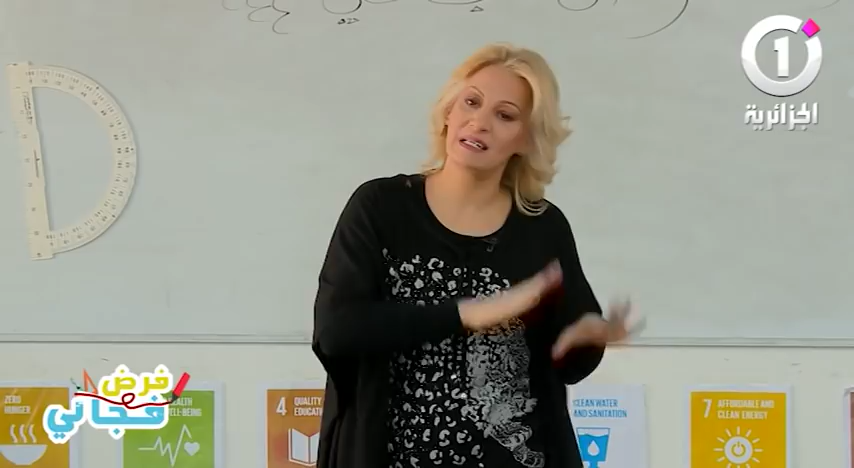 1
الجزائرية
ZERO
HUNGER
فرض
فجائي
HEALTH
WELL-BEING
4 QUALITY
EDUCATION
CLEAN WATER
AND SANITATION
7 AFFORDABLE AND
CLEAN ENERGY